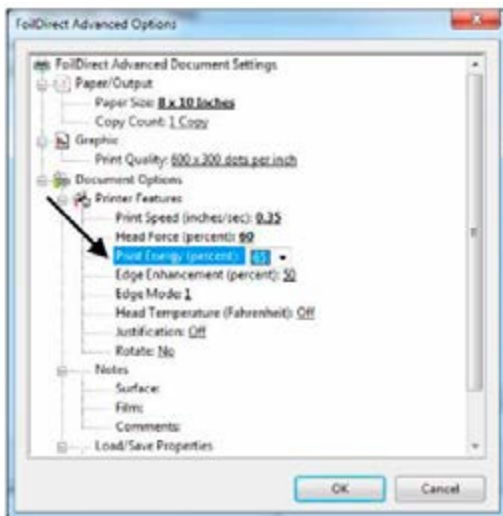 FoilDirect Advanced Options
FoilDirect Advanced Document Settings
Paper/Output
Paper Size: 8 x 10 Inches
Copy Count: 1 Copy
Graphic
Print Quality: 600 x 300 dots per inch
Document Options
Printer Features
Print Speed (inches/sec): 0.35
Head Force (percent): 60
Print Energy (percent): 65
Edge Enhancement (percent): 50
Edge Mode: 1
Head Temperature (Fahrenheit): Off
Justification: Off
Rotate: No
Notes
Surface:
Film:
Comments:
Load/Save Properties
OK Cancel